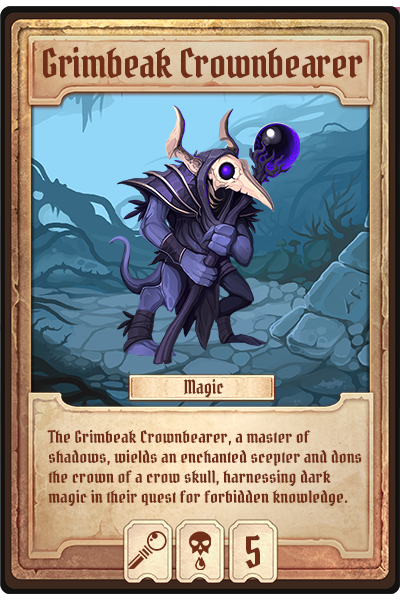 Grimbeak Crownbearer
Magic
The Grimbeak Crownbearer, a master of
shadows, wields an enchanted scepter and dons
the crown of a crow skull, harnessing dark
magic in their quest for forbidden knowledge.
5